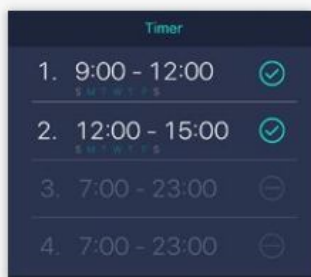 Timer
1. 9:00 - 12:00
S M T W T F S
2. 12:00 - 15:00
S M T W T F S
3. 7:00 - 23:00
4. 7:00 - 23:00